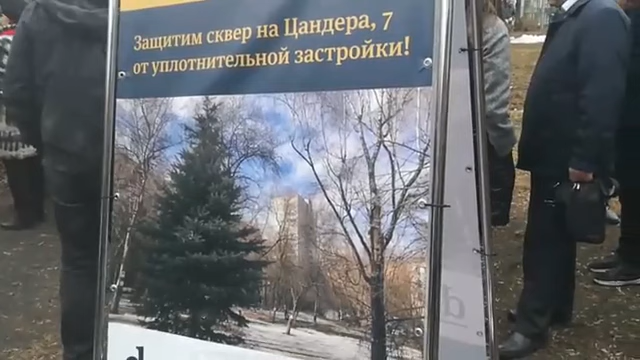 Защитим сквер на Цандера, 7
от уплотнительной застройки!